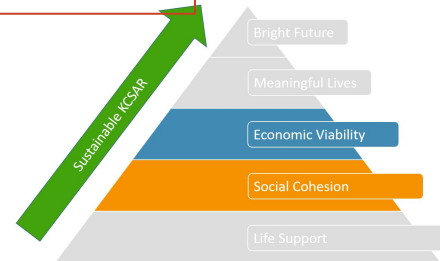 Bright Future
Meaningful Lives
Sustainable KCSAR
Economic Viability
Social Cohesion
Life Support